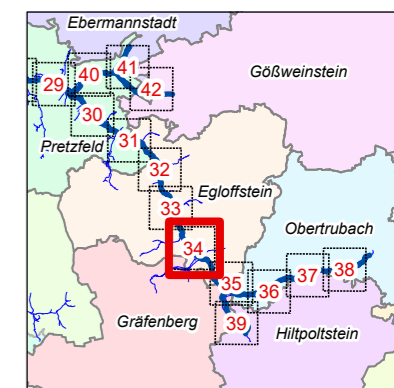 Ebermannstadt
41
40
29
Gößweinstein
42
30
31
Pretzfeld
32
Egloffstein
33
Obertrubach
34
37
38
35
36
Gräfenberg
39
Hiltpoltstein